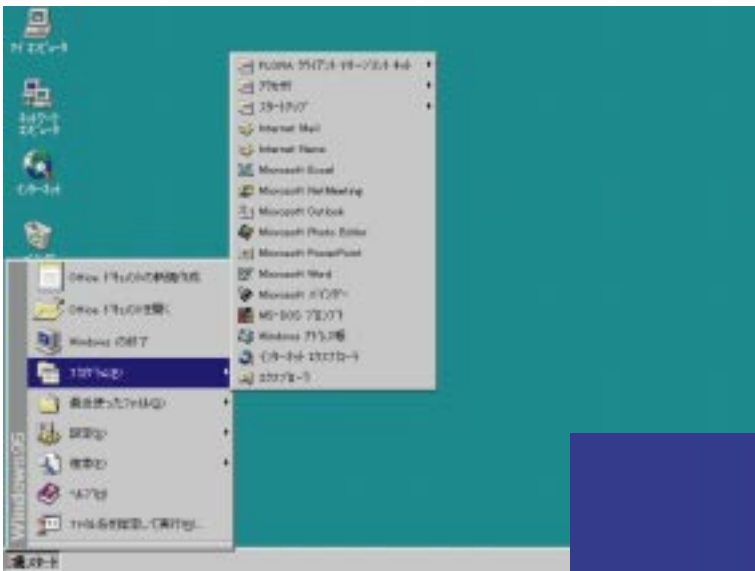 マイ コンピュータ
ネットワーク
コンピュータ
インターネット
アクセサリ
スタートアップ
Internet Mail
Internet News
Microsoft Excel
Microsoft NetMeeting
Microsoft Outlook
Microsoft Photo Editor
Microsoft PowerPoint
Microsoft Word
Microsoft バインダー
MS-DOS プロンプト
Windows アドレス帳
インターネット エクスプローラ
エクスプローラ
Office ドキュメントの新規作成
Office ドキュメントを開く
Windows の終了
プログラム(P)
最近使ったファイル(D)
設定(S)
検索(F)
ヘルプ(H)
ファイル名を指定して実行(R)...
Windows95
スタート